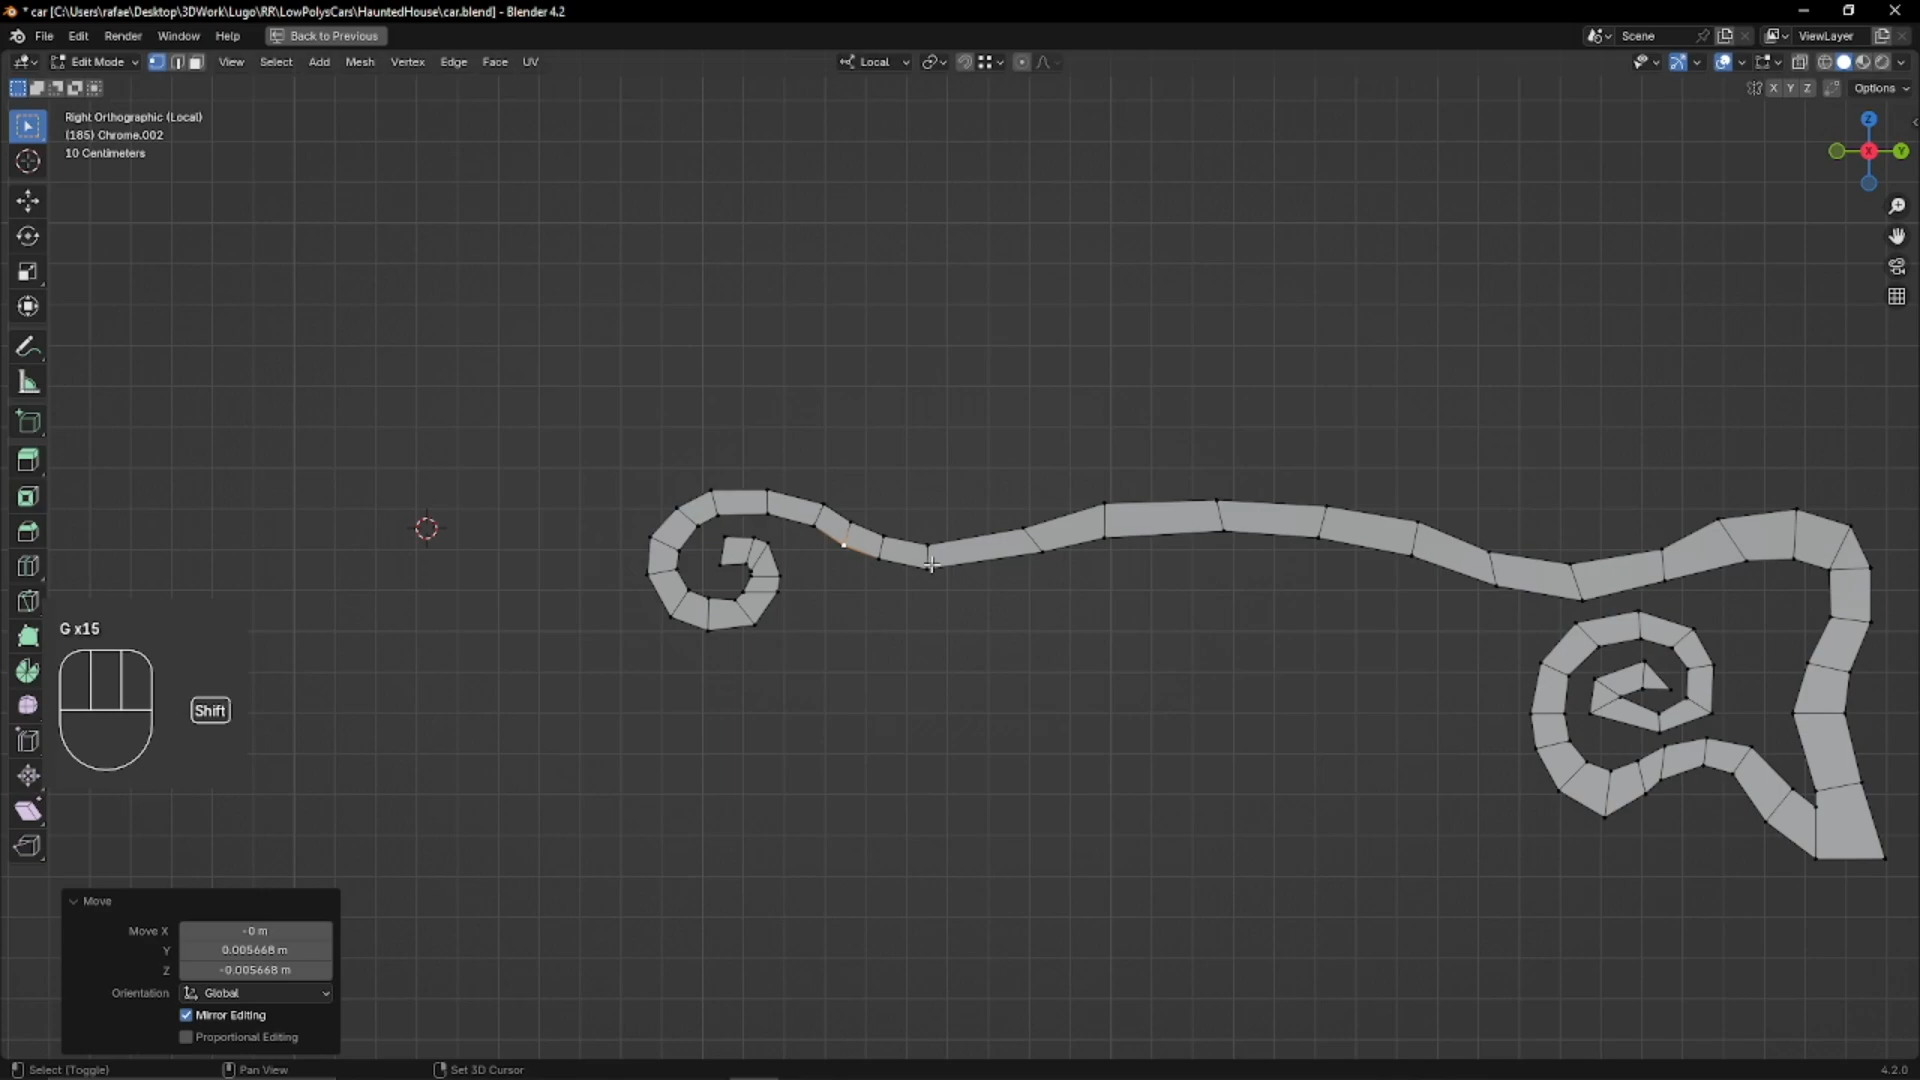 * car [C:\Users\rafae\Desktop\3DWork\Lugo\RR\LowPolysCars\HauntedHouse\car.blend] - Blender 4.2
File Edit Render Window Help Back to Previous Scene ViewLayer
Edit Mode View Select Add Mesh Vertex Edge Face UV Local
X Y Z Options
Right Orthographic (Local)
(185) Chrome.002
10 Centimeters
Z
X
Y
G x15
Shift
Move
Move X -0 m
Y 0.005668 m
Z -0.005668 m
Orientation Global
Mirror Editing
Proportional Editing
Select (Toggle) Pan View Set 3D Cursor 4.2.0